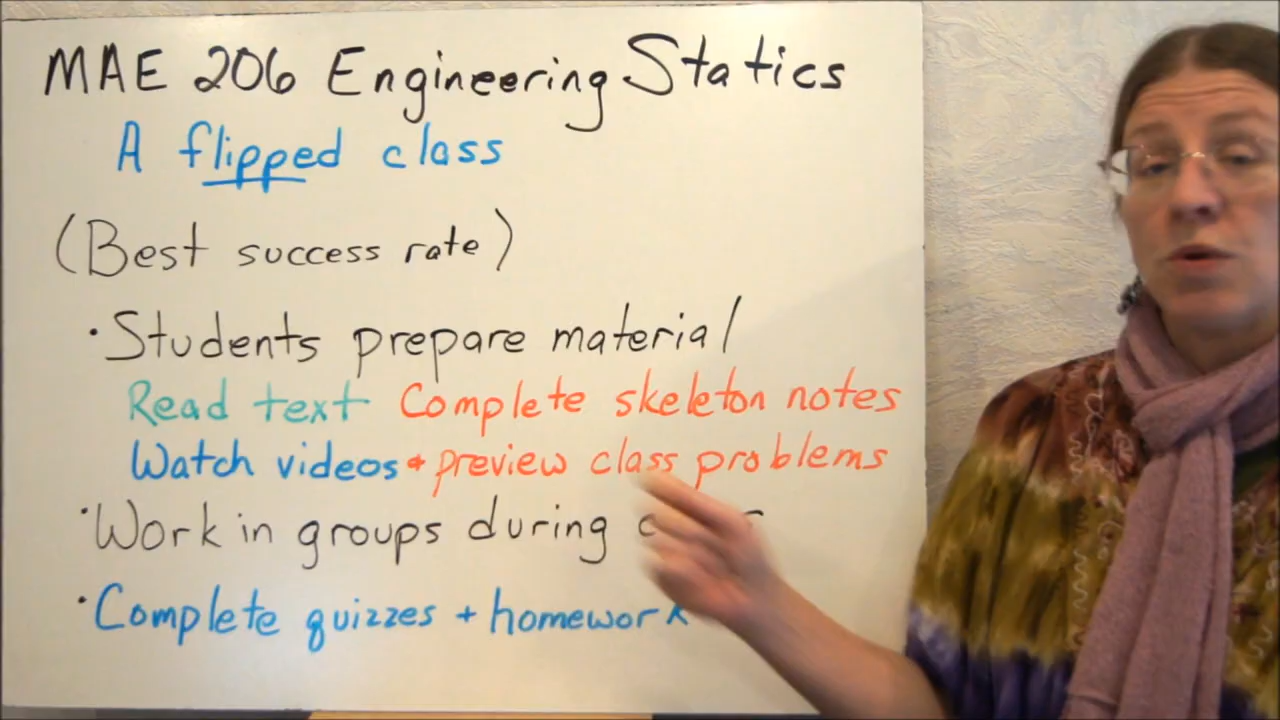 MAE 206 Engineering Statics
A flipped class
(Best success rate)
• Students prepare material
Read text Complete skeleton notes
Watch videos + preview class problems
• Work in groups during
• Complete quizzes + homework